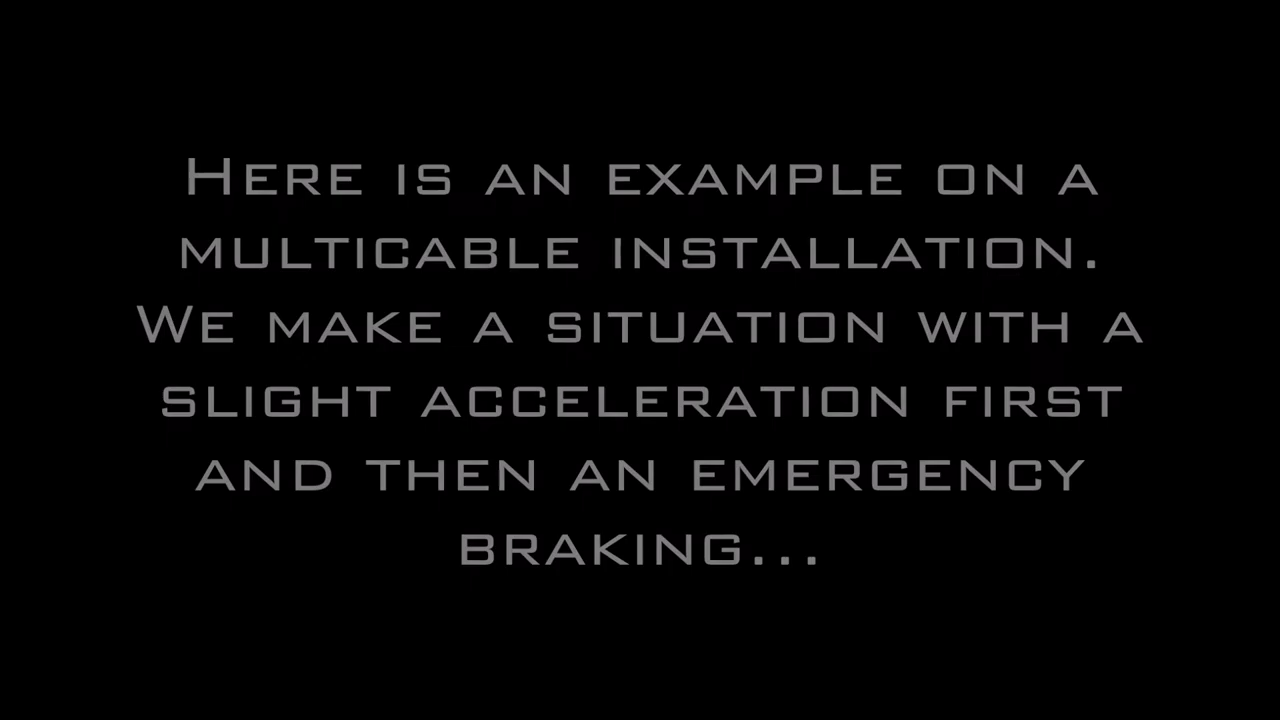 Here is an example on a
multicable installation.
We make a situation with a
slight acceleration first
and then an emergency
braking...